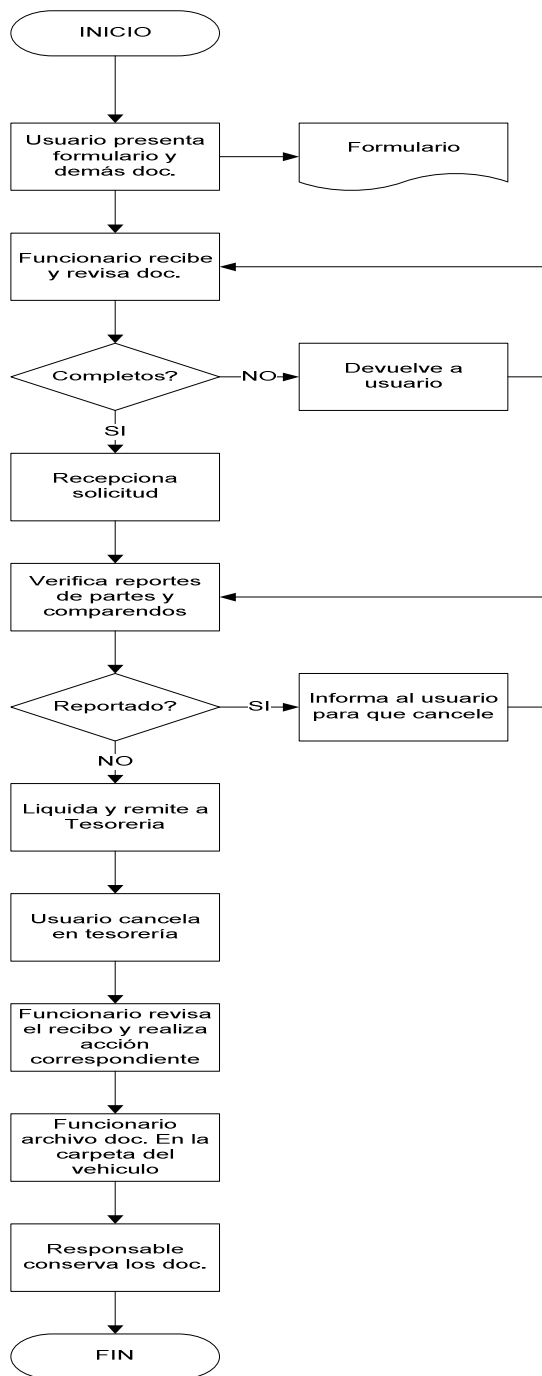 INICIO
Usuario presenta
formulario y
demás doc.
Formulario
Funcionario recibe
y revisa doc.
Completos?
NO
Devuelve a
usuario
SI
Recepciona
solicitud
Verifica reportes
de partes y
comparendos
Reportado?
SI
Informa al usuario
para que cancele
NO
Liquida y remite a
Tesoreria
Usuario cancela
en tesorería
Funcionario revisa
el recibo y realiza
acción
correspondiente
Funcionario
archivo doc. En la
carpeta del
vehiculo
Responsable
conserva los doc.
FIN